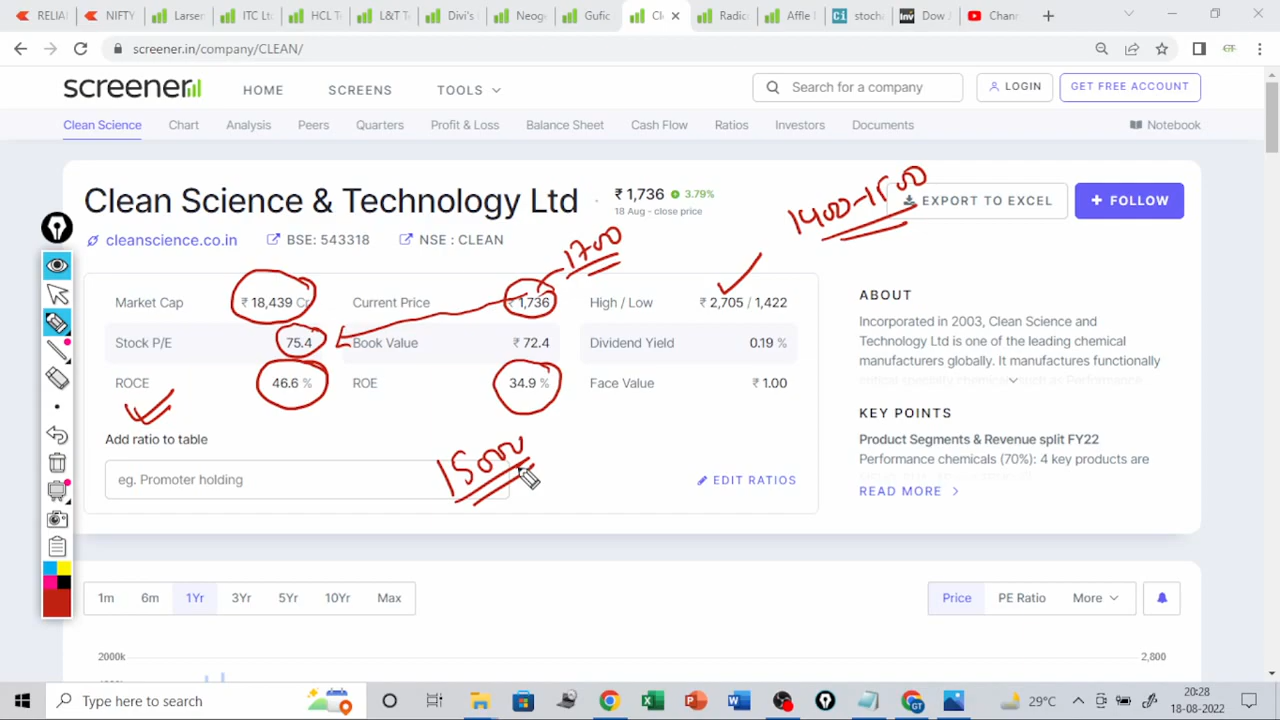 RELIA NIFTY Larser ITC Li HCL T L&T T Divi's Neoge Gufic Cl Radic Affle stoch Dow J Chann
screener.in/company/CLEAN/
screener HOME SCREENS TOOLS Search for a company LOGIN GET FREE ACCOUNT
Clean Science Chart Analysis Peers Quarters Profit & Loss Balance Sheet Cash Flow Ratios Investors Documents Notebook
Clean Science & Technology Ltd ₹ 1,736 3.79%
18 Aug - close price
1400-1500
EXPORT TO EXCEL + FOLLOW
cleanscience.co.in BSE: 543318 NSE : CLEAN
1700
Market Cap ₹ 18,439 Cr Current Price ₹ 1,736 High / Low ₹ 2,705 / 1,422
Stock P/E 75.4 Book Value ₹ 72.4 Dividend Yield 0.19 %
ROCE 46.6 % ROE 34.9 % Face Value ₹ 1.00
Add ratio to table
15000
eg. Promoter holding EDIT RATIOS
ABOUT
Incorporated in 2003, Clean Science and
Technology Ltd is one of the leading chemical
manufacturers globally. It manufactures functionally
critical specialty chemicals such as Performance
KEY POINTS
Product Segments & Revenue split FY22
Performance chemicals (70%): 4 key products are
READ MORE
1m 6m 1Yr 3Yr 5Yr 10Yr Max Price PE Ratio More
2000k 2,800
Type here to search 29°C 20:28
18-08-2022